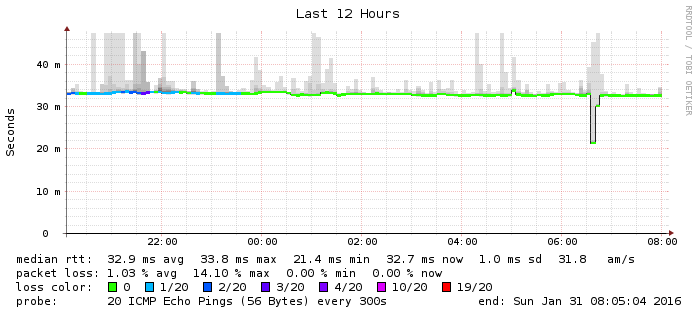 Last 12 Hours
RRDTOOL / TOBI OETIKER
Seconds
40 m
30 m
20 m
10 m
0
22:00 00:00 02:00 04:00 06:00 08:00
median rtt: 32.9 ms avg 33.8 ms max 21.4 ms min 32.7 ms now 1.0 ms sd 31.8 am/s
packet loss: 1.03 % avg 14.10 % max 0.00 % min 0.00 % now
loss color: 0 1/20 2/20 3/20 4/20 10/20 19/20
probe: 20 ICMP Echo Pings (56 Bytes) every 300s end: Sun Jan 31 08:05:04 2016